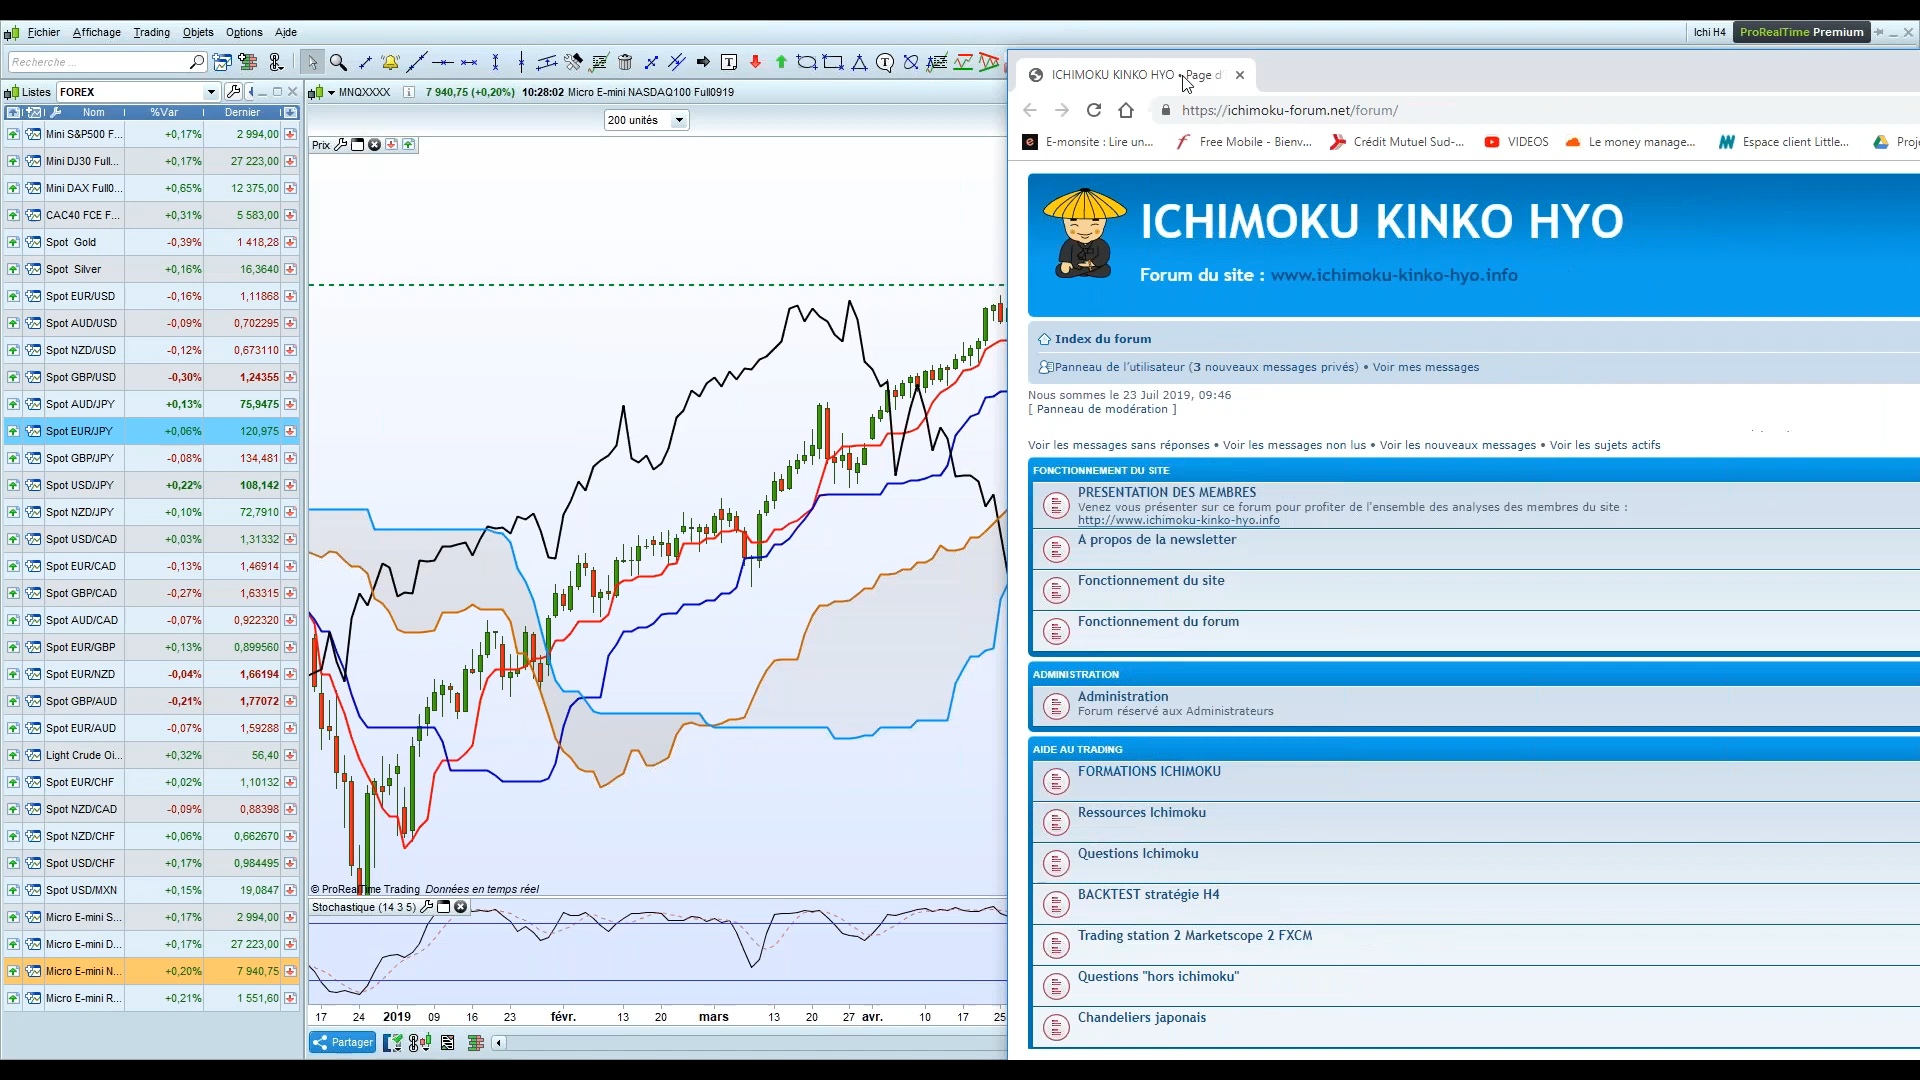 Fichier Affichage Trading Objets Options Aide
Ichi H4 ProRealTime Premium
Recherche ...
Listes FOREX
Nom %Var Dernier
Mini S&P500 F... +0,17% 2 994,00
Mini DJ30 Full... +0,17% 27 223,00
Mini DAX Full0... +0,65% 12 375,00
CAC40 FCE F... +0,31% 5 583,00
Spot Gold -0,39% 1 418,28
Spot Silver +0,16% 16,3640
Spot EUR/USD -0,16% 1,11868
Spot AUD/USD -0,09% 0,702295
Spot NZD/USD -0,12% 0,673110
Spot GBP/USD -0,30% 1,24355
Spot AUD/JPY +0,13% 75,9475
Spot EUR/JPY +0,06% 120,975
Spot GBP/JPY -0,08% 134,481
Spot USD/JPY +0,22% 108,142
Spot NZD/JPY +0,10% 72,7910
Spot USD/CAD +0,03% 1,31332
Spot EUR/CAD -0,13% 1,46914
Spot GBP/CAD -0,27% 1,63315
Spot AUD/CAD -0,07% 0,922320
Spot EUR/GBP +0,13% 0,899560
Spot EUR/NZD -0,04% 1,66194
Spot GBP/AUD -0,21% 1,77072
Spot EUR/AUD -0,07% 1,59288
Light Crude Oi... +0,32% 56,40
Spot EUR/CHF +0,02% 1,10132
Spot NZD/CAD -0,09% 0,88398
Spot NZD/CHF +0,06% 0,662670
Spot USD/CHF +0,17% 0,984495
Spot USD/MXN +0,15% 19,0847
Micro E-mini S... +0,17% 2 994,00
Micro E-mini D... +0,17% 27 223,00
Micro E-mini N... +0,20% 7 940,75
Micro E-mini R... +0,21% 1 551,60
MNQXXXX 7 940,75 (+0,20%) 10:28:02 Micro E-mini NASDAQ100 Full0919
200 unités
Prix
© ProRealTime Trading Données en temps réel
Stochastique (14 3 5)
17 24 2019 09 16 23 févr. 13 20 mars 13 20 27 avr. 10 17 25
Partager
ICHIMOKU KINKO HYO • Page d
https://ichimoku-forum.net/forum/
E-monsite : Lire un... Free Mobile - Bienv... Crédit Mutuel Sud-... VIDEOS Le money manage... Espace client Little... Proj
ICHIMOKU KINKO HYO
Forum du site : www.ichimoku-kinko-hyo.info
Index du forum
Panneau de l'utilisateur (3 nouveaux messages privés) • Voir mes messages
Nous sommes le 23 Juil 2019, 09:46
[ Panneau de modération ]
Voir les messages sans réponses • Voir les messages non lus • Voir les nouveaux messages • Voir les sujets actifs
FONCTIONNEMENT DU SITE
PRESENTATION DES MEMBRES
Venez vous présenter sur ce forum pour profiter de l'ensemble des analyses des membres du site :
http://www.ichimoku-kinko-hyo.info
A propos de la newsletter
Fonctionnement du site
Fonctionnement du forum
ADMINISTRATION
Administration
Forum réservé aux Administrateurs
AIDE AU TRADING
FORMATIONS ICHIMOKU
Ressources Ichimoku
Questions Ichimoku
BACKTEST stratégie H4
Trading station 2 Marketscope 2 FXCM
Questions "hors ichimoku"
Chandeliers japonais